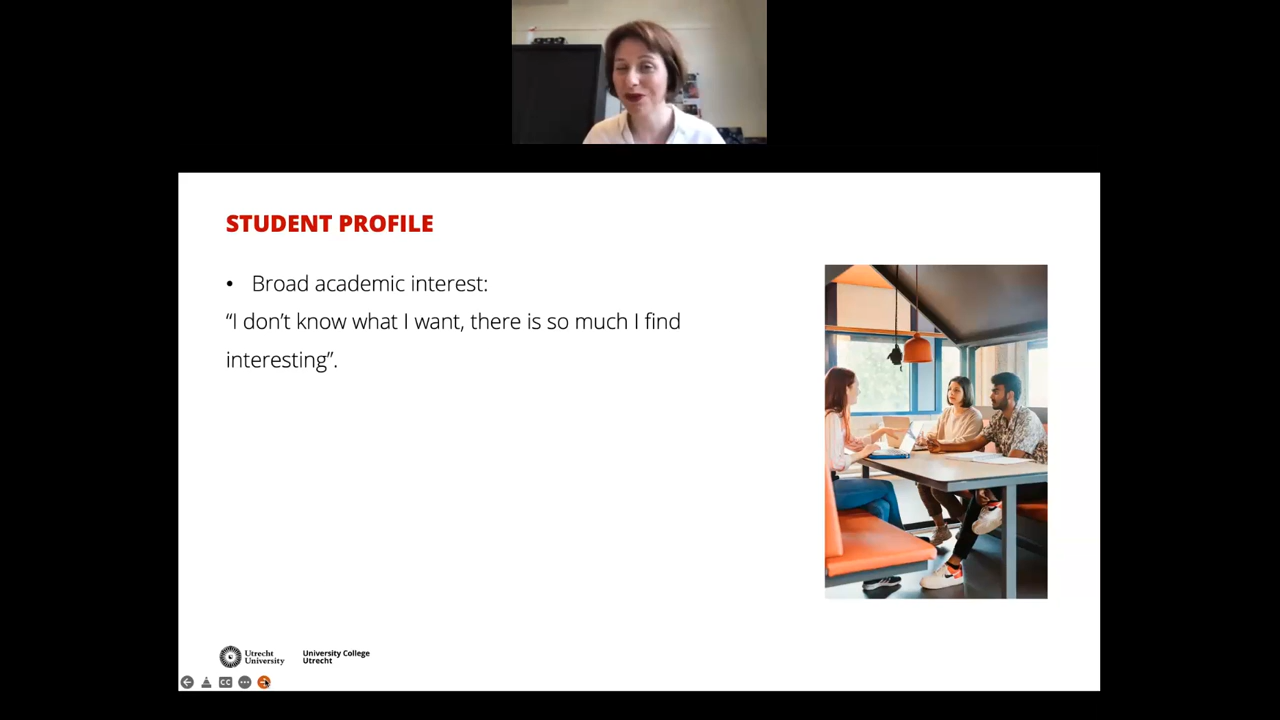 STUDENT PROFILE
• Broad academic interest:
“I don’t know what I want, there is so much I find
interesting”.
Utrecht
University
University College
Utrecht
CC